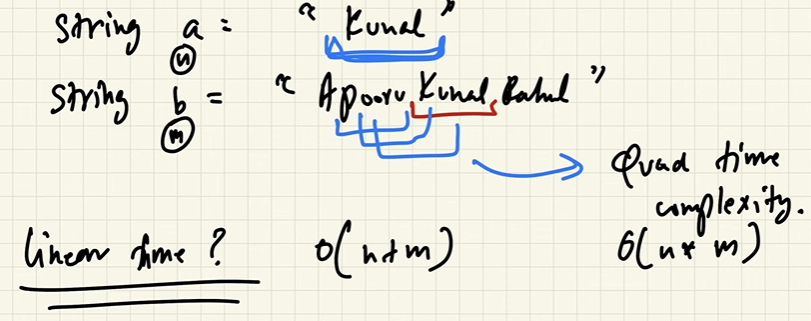 string a = " Kunal "
n
string b = " Apoorv Kunal Rahul "
m
Quad time
complexity.
linear time ? O(n+m) O(n * m)